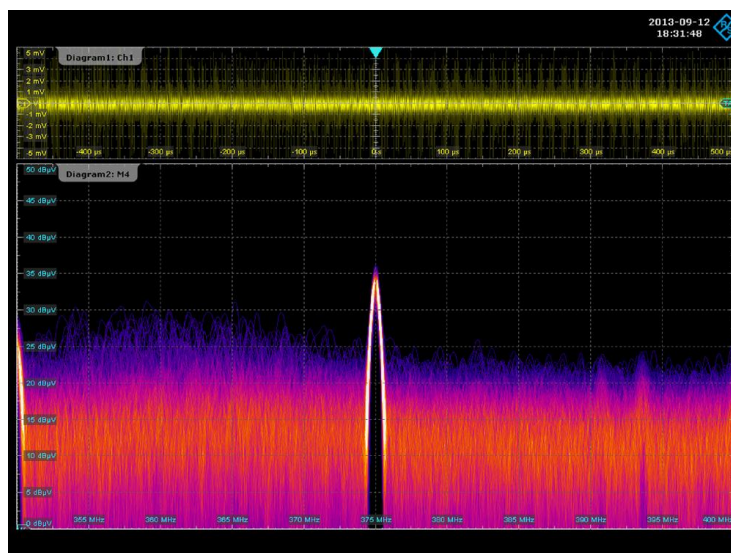 2013-09-12
18:31:48
5 mV
Diagram1: Ch1
3 mV
2 mV
1 mV
-1 mV
-2 mV
-3 mV
-5 mV
-400 µs
-300 µs
-200 µs
-100 µs
0 s
100 µs
200 µs
300 µs
400 µs
500 µs
50 dBµV
Diagram2: M4
45 dBµV
40 dBµV
35 dBµV
30 dBµV
25 dBµV
20 dBµV
15 dBµV
10 dBµV
5 dBµV
0 dBµV
355 MHz
360 MHz
365 MHz
370 MHz
375 MHz
380 MHz
385 MHz
390 MHz
395 MHz
400 MHz